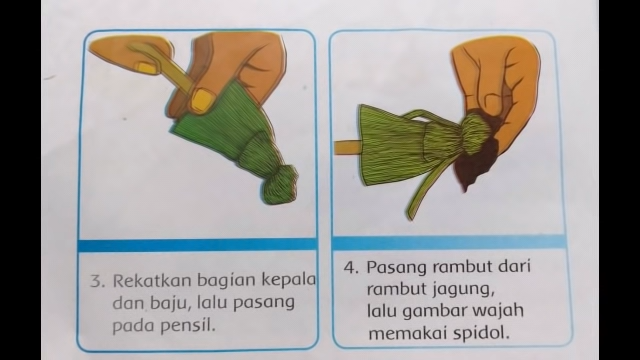 3. Rekatkan bagian kepala
dan baju, lalu pasang
pada pensil.
4. Pasang rambut dari
rambut jagung,
lalu gambar wajah
memakai spidol.